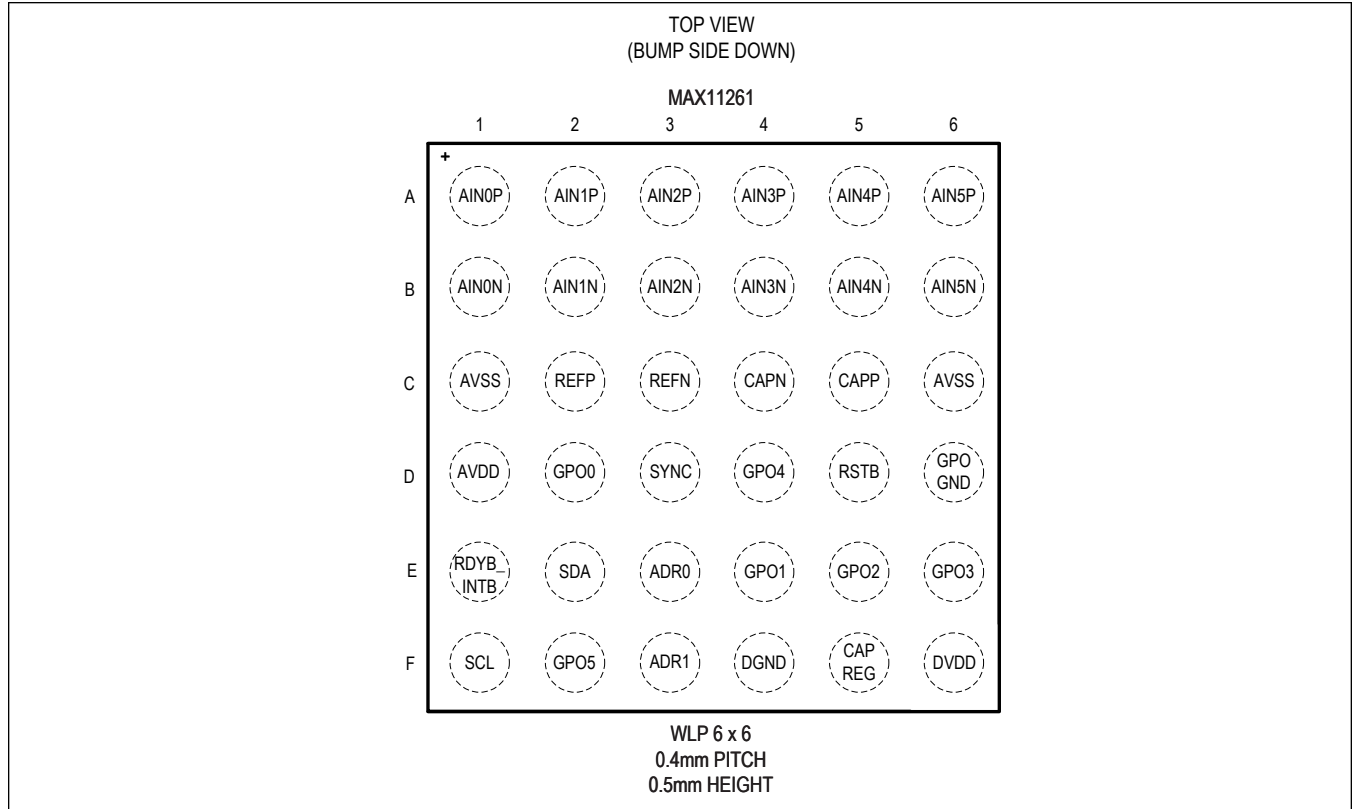 TOP VIEW
(BUMP SIDE DOWN)
MAX11261
1 2 3 4 5 6
+
A AIN0P AIN1P AIN2P AIN3P AIN4P AIN5P
B AIN0N AIN1N AIN2N AIN3N AIN4N AIN5N
C AVSS REFP REFN CAPN CAPP AVSS
D AVDD GPO0 SYNC GPO4 RSTB GPO GND
E RDYB_ INTB SDA ADR0 GPO1 GPO2 GPO3
F SCL GPO5 ADR1 DGND CAP REG DVDD
WLP 6 x 6
0.4mm PITCH
0.5mm HEIGHT